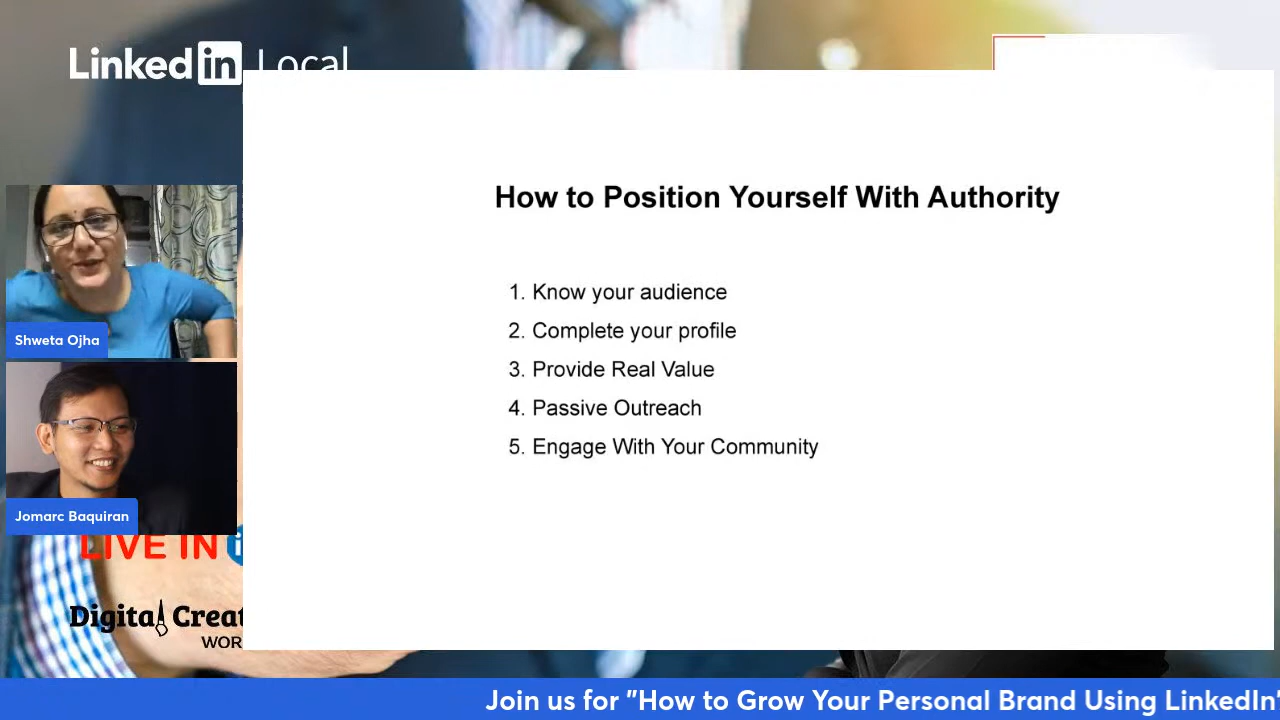 Linked in Local
How to Position Yourself With Authority
1. Know your audience
2. Complete your profile
3. Provide Real Value
4. Passive Outreach
5. Engage With Your Community
Shweta Ojha
Jomarc Baquiran
LIVE IN
Digital Creat
WOR
Join us for "How to Grow Your Personal Brand Using LinkedIn"